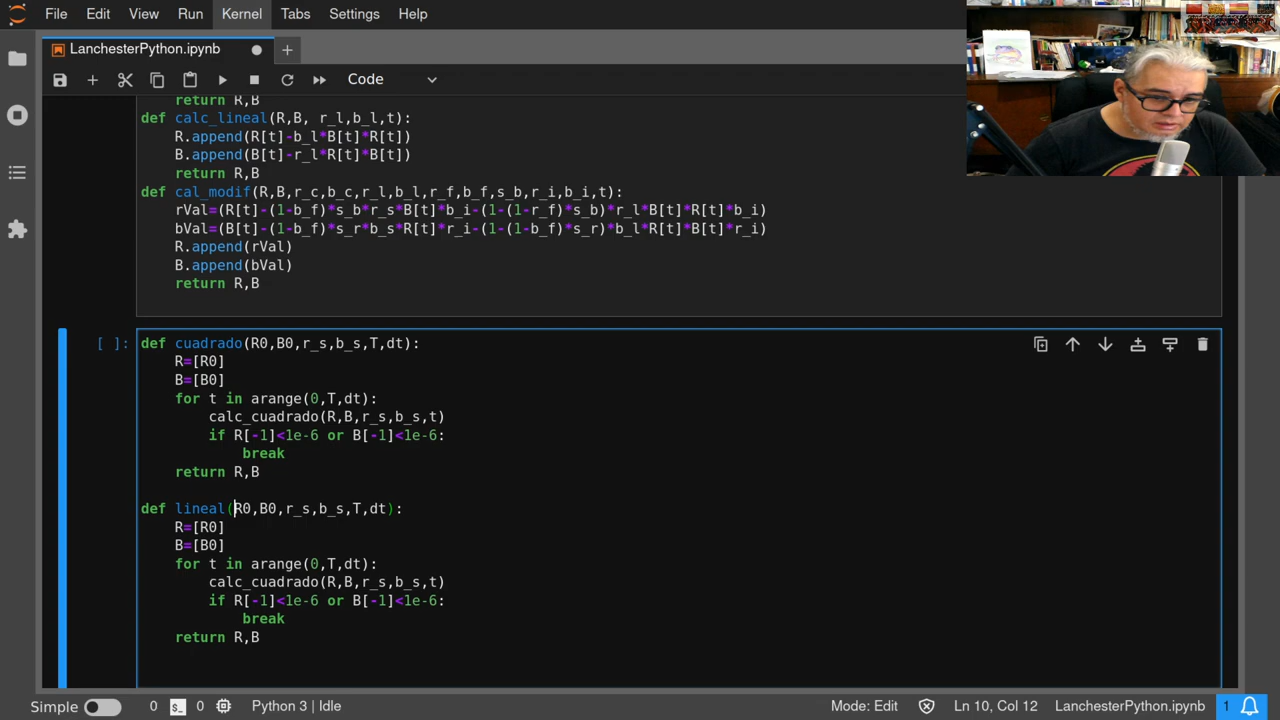 File Edit View Run Kernel Tabs Settings Help
LanchesterPython.ipynb
Code
return R,B
def calc_lineal(R,B, r_l,b_l,t):
R.append(R[t]-b_l*B[t]*R[t])
B.append(B[t]-r_l*R[t]*B[t])
return R,B
def cal_modif(R,B,r_c,b_c,r_l,b_l,r_f,b_f,s_b,r_i,b_i,t):
rVal=(R[t]-(1-b_f)*s_b*r_s*B[t]*b_i-(1-(1-r_f)*s_b)*r_l*B[t]*R[t]*b_i)
bVal=(B[t]-(1-b_f)*s_r*b_s*R[t]*r_i-(1-(1-b_f)*s_r)*b_l*R[t]*B[t]*r_i)
R.append(rVal)
B.append(bVal)
return R,B
[ ]: def cuadrado(R0,B0,r_s,b_s,T,dt):
R=[R0]
B=[B0]
for t in arange(0,T,dt):
calc_cuadrado(R,B,r_s,b_s,t)
if R[-1]<1e-6 or B[-1]<1e-6:
break
return R,B
def lineal(R0,B0,r_s,b_s,T,dt):
R=[R0]
B=[B0]
for t in arange(0,T,dt):
calc_cuadrado(R,B,r_s,b_s,t)
if R[-1]<1e-6 or B[-1]<1e-6:
break
return R,B
Simple 0 $_ 0 Python 3 | Idle Mode: Edit Ln 10, Col 12 LanchesterPython.ipynb 1